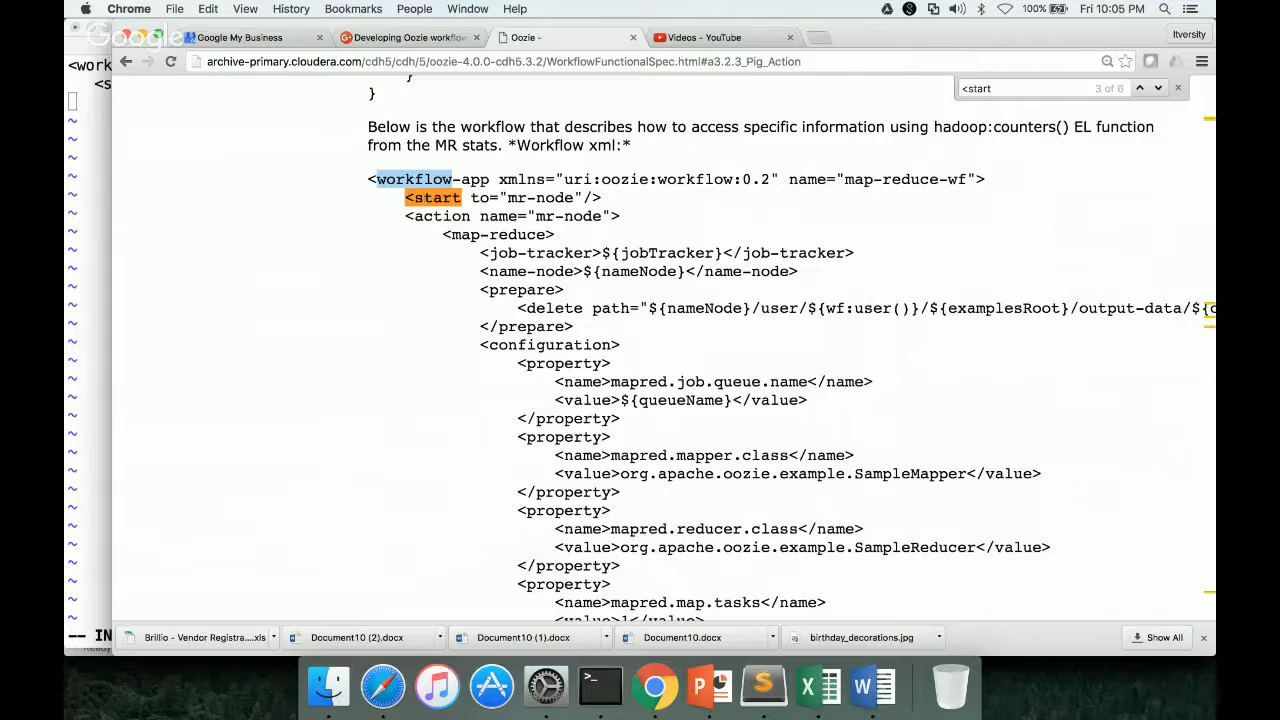 Chrome File Edit View History Bookmarks People Window Help 100% Fri 10:05 PM
Google
Google My Business Developing Oozie workflow Oozie - Videos - YouTube Itversity
archive-primary.cloudera.com/cdh5/cdh/5/oozie-4.0.0-cdh5.3.2/WorkflowFunctionalSpec.html#a3.2.3_Pig_Action
<work
<s
<start 3 of 6
}
}
Below is the workflow that describes how to access specific information using hadoop:counters() EL function
from the MR stats. *Workflow xml:*
<workflow-app xmlns="uri:oozie:workflow:0.2" name="map-reduce-wf">
<start to="mr-node"/>
<action name="mr-node">
<map-reduce>
<job-tracker>${jobTracker}</job-tracker>
<name-node>${nameNode}</name-node>
<prepare>
<delete path="${nameNode}/user/${wf:user()}/${examplesRoot}/output-data/${o
</prepare>
<configuration>
<property>
<name>mapred.job.queue.name</name>
<value>${queueName}</value>
</property>
<property>
<name>mapred.mapper.class</name>
<value>org.apache.oozie.example.SampleMapper</value>
</property>
<property>
<name>mapred.reducer.class</name>
<value>org.apache.oozie.example.SampleReducer</value>
</property>
<property>
<name>mapred.map.tasks</name>
<value>1</value>
-- IN
Ready
Brillio - Vendor Registra....xls Document10 (2).docx Document10 (1).docx Document10.docx birthday_decorations.jpg Show All